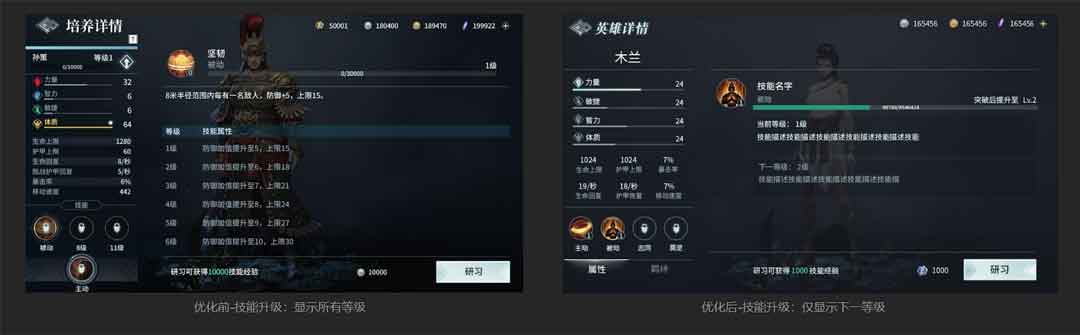 培养详情
50001
180400
189470
199922
孙策
等级1
0/10000
力量
32
智力
6
敏捷
6
体质
64
生命上限
1280
护甲上限
60
生命回复
8/秒
脱战护甲回复
5/秒
暴击率
6%
移动速度
442
技能
被动
6级
11级
主动
坚韧
被动
0/10000
1级
8米半径范围内每有一名敌人,防御+5,上限15。
等级
技能属性
1级
防御加值提升至5,上限15
2级
防御加值提升至6,上限18
3级
防御加值提升至7,上限21
4级
防御加值提升至8,上限24
5级
防御加值提升至9,上限27
6级
防御加值提升至10,上限30
研习可获得10000技能经验
10000
研习
优化前-技能升级:显示所有等级
英雄详情
165456
165456
165456
木兰
力量
24
敏捷
24
智力
24
体质
24
1024
1024
7%
生命上限
护甲上限
暴击率
19/秒
18/秒
7%
生命回复
护甲恢复
移动速度
主动
被动
属性
羁绊
技能名字
被动
突破后提升至 Lv.2
当前等级: 1级
技能描述技能描述技能描述技能描述技能描述技能
下一等级: 2级
技能描述技能描述技能描述技能描述技能描
研习可获得 1000 技能经验
1000
研习
优化后-技能升级:仅显示下一等级